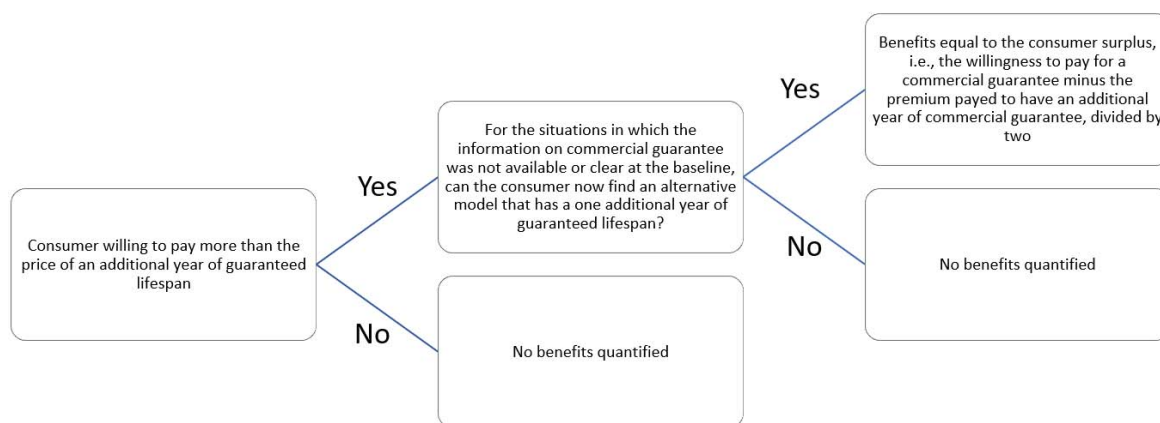 Consumer willing to pay more than the
price of an additional year of guaranteed
lifespan
Yes
No
For the situations in which the
information on commercial guarantee
was not available or clear at the baseline,
can the consumer now find an alternative
model that has a one additional year of
guaranteed lifespan?
No benefits quantified
Yes
No
Benefits equal to the consumer surplus,
i.e., the willingness to pay for a
commercial guarantee minus the
premium payed to have an additional
year of commercial guarantee, divided by
two
No benefits quantified